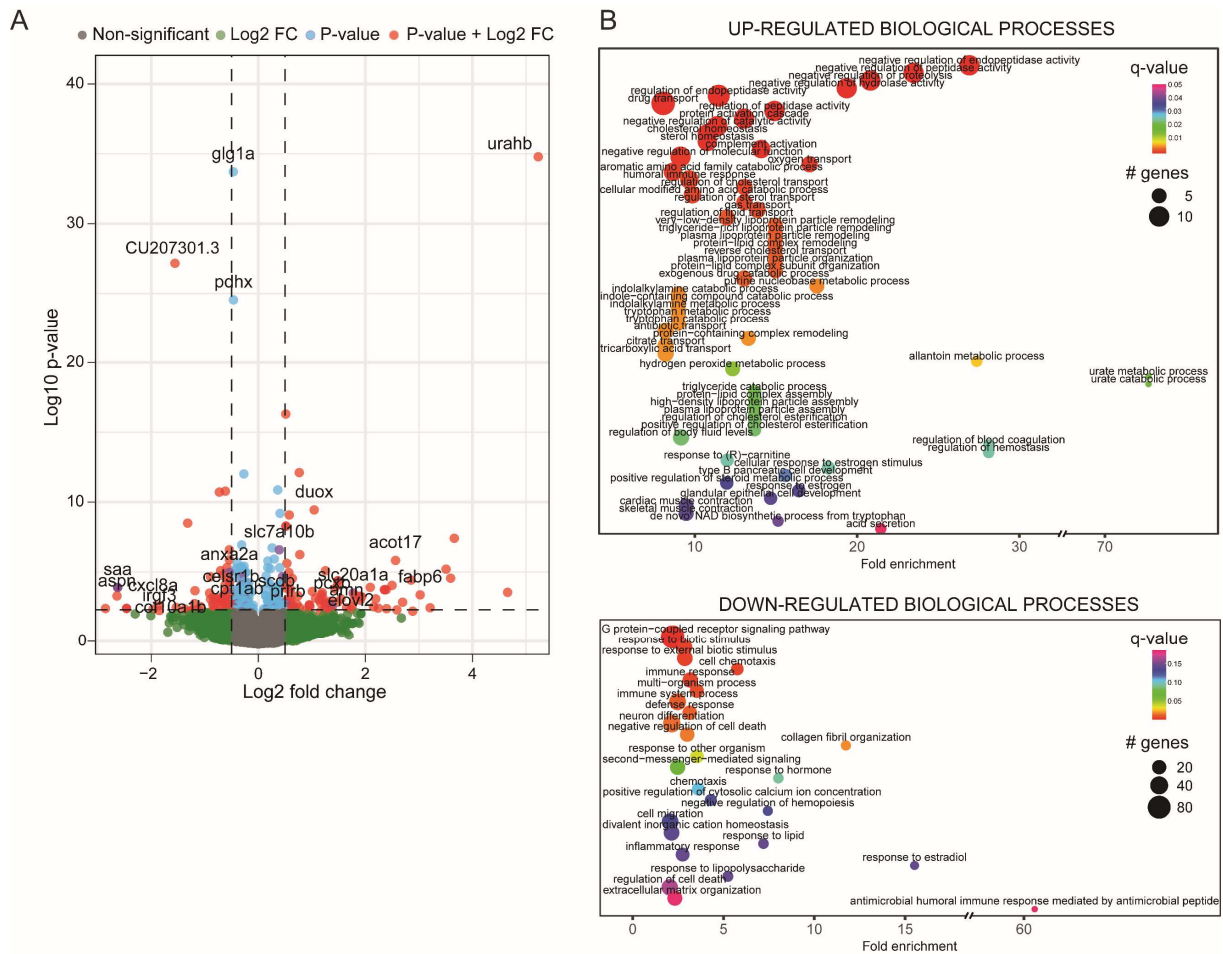 A
Non-significant
Log2 FC
P-value
P-value + Log2 FC
40
30
20
10
0
Log10 p-value
urahb
glg1a
CU207301.3
pdhx
duox
slc7a10b
anxa2a
acot17
saa
aspn
cxcl8a
irgf3
col10a1b
celsr1b
cpt1ab
scdb
prlrb
slc20a1a
pcxb
amn
elovl2
fabp6
−2
0
2
4
Log2 fold change
B
UP-REGULATED BIOLOGICAL PROCESSES
negative regulation of endopeptidase activity
negative regulation of peptidase activity
negative regulation of proteolysis
negative regulation of hydrolase activity
regulation of endopeptidase activity
drug transport
regulation of peptidase activity
protein activation cascade
negative regulation of catalytic activity
cholesterol homeostasis
sterol homeostasis
complement activation
negative regulation of molecular function
oxygen transport
aromatic amino acid family catabolic process
humoral immune response
regulation of cholesterol transport
cellular modified amino acid catabolic process
regulation of sterol transport
gas transport
regulation of lipid transport
very−low−density lipoprotein particle remodeling
triglyceride−rich lipoprotein particle remodeling
plasma lipoprotein particle remodeling
protein−lipid complex remodeling
reverse cholesterol transport
plasma lipoprotein particle organization
protein−lipid complex subunit organization
exogenous drug catabolic process
purine nucleobase metabolic process
indolalkylamine catabolic process
indole−containing compound catabolic process
indolalkylamine metabolic process
tryptophan metabolic process
tryptophan catabolic process
antibiotic transport
protein−containing complex remodeling
citrate transport
tricarboxylic acid transport
allantoin metabolic process
hydrogen peroxide metabolic process
urate metabolic process
urate catabolic process
triglyceride catabolic process
protein−lipid complex assembly
high−density lipoprotein particle assembly
plasma lipoprotein particle assembly
regulation of cholesterol esterification
positive regulation of cholesterol esterification
regulation of body fluid levels
regulation of blood coagulation
regulation of hemostasis
response to (R)−carnitine
cellular response to estrogen stimulus
type B pancreatic cell development
positive regulation of steroid metabolic process
response to estrogen
glandular epithelial cell development
cardiac muscle contraction
skeletal muscle contraction
de novo NAD biosynthetic process from tryptophan
acid secretion
q-value
0.05
0.04
0.03
0.02
0.01
# genes
5
10
10
20
30
70
Fold enrichment
DOWN-REGULATED BIOLOGICAL PROCESSES
G protein−coupled receptor signaling pathway
response to biotic stimulus
response to external biotic stimulus
cell chemotaxis
immune response
multi−organism process
immune system process
defense response
neuron differentiation
negative regulation of cell death
collagen fibril organization
response to other organism
second−messenger−mediated signaling
response to hormone
chemotaxis
positive regulation of cytosolic calcium ion concentration
negative regulation of hemopoiesis
cell migration
divalent inorganic cation homeostasis
response to lipid
inflammatory response
response to estradiol
response to lipopolysaccharide
regulation of cell death
extracellular matrix organization
antimicrobial humoral immune response mediated by antimicrobial peptide
q-value
0.15
0.10
0.05
# genes
20
40
80
0
5
10
15
60
Fold enrichment